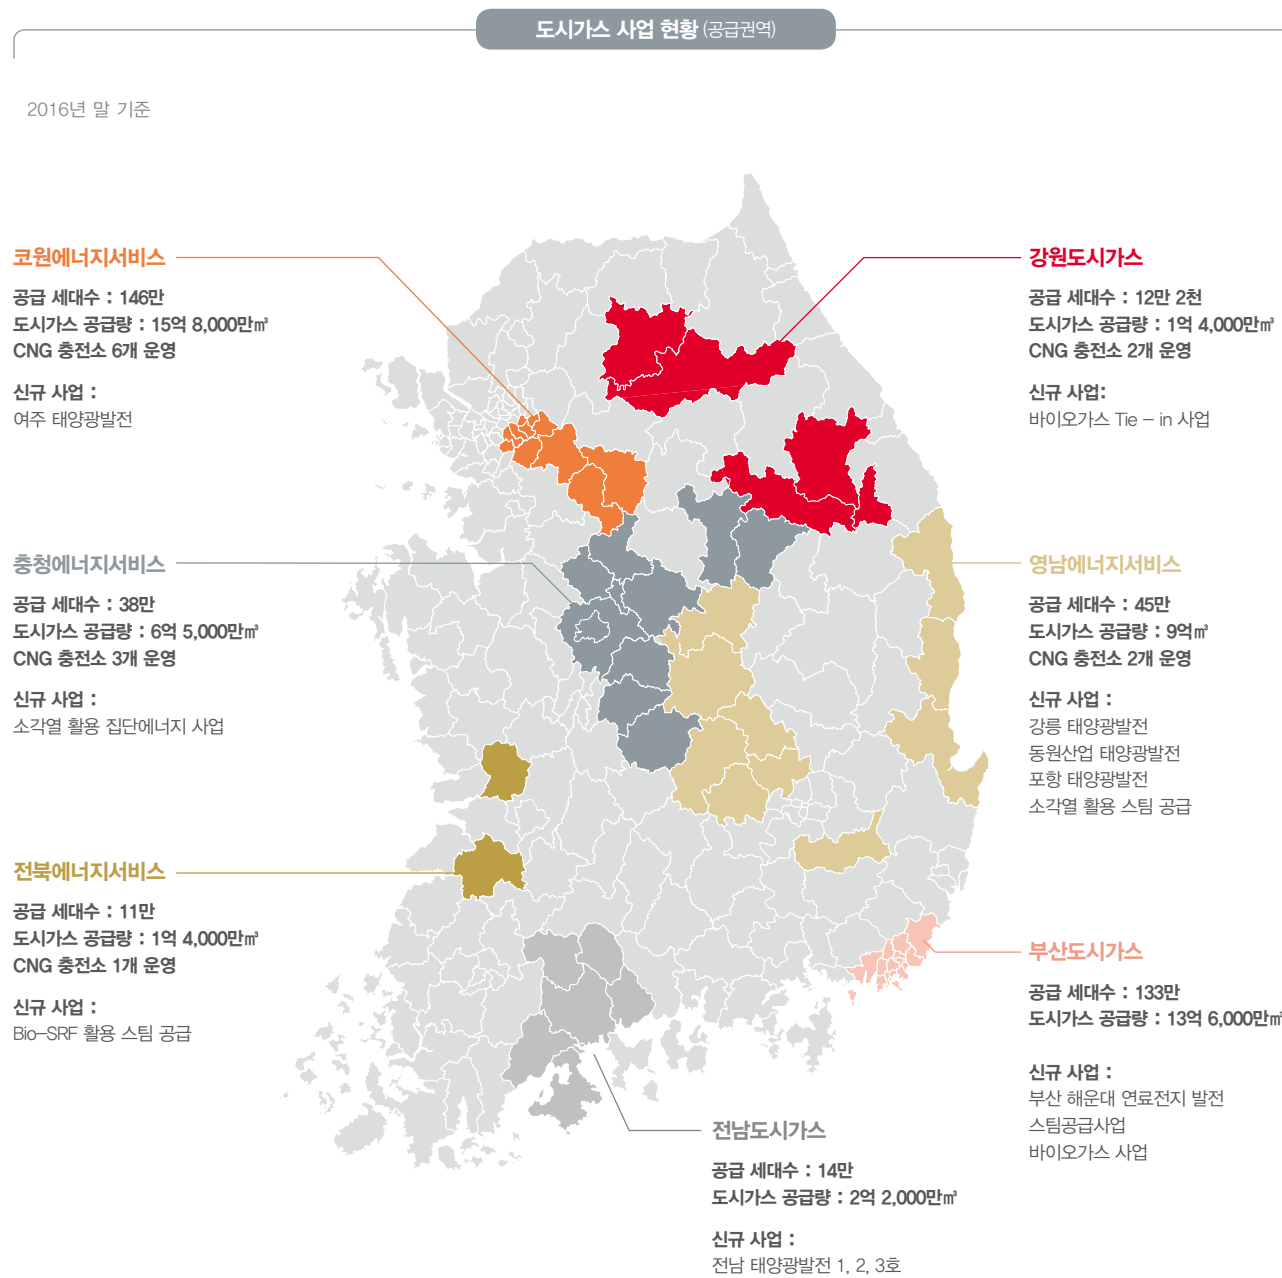 도시가스 사업 현황 (공급권역)
2016년 말 기준
코원에너지서비스
공급 세대수 : 146만
도시가스 공급량 : 15억 8,000만㎥
CNG 충전소 6개 운영
신규 사업 :
여주 태양광발전
충청에너지서비스
공급 세대수 : 38만
도시가스 공급량 : 6억 5,000만㎥
CNG 충전소 3개 운영
신규 사업 :
소각열 활용 집단에너지 사업
전북에너지서비스
공급 세대수 : 11만
도시가스 공급량 : 1억 4,000만㎥
CNG 충전소 1개 운영
신규 사업 :
Bio-SRF 활용 스팀 공급
강원도시가스
공급 세대수 : 12만 2천
도시가스 공급량 : 1억 4,000만㎥
CNG 충전소 2개 운영
신규 사업:
바이오가스 Tie – in 사업
영남에너지서비스
공급 세대수 : 45만
도시가스 공급량 : 9억㎥
CNG 충전소 2개 운영
신규 사업 :
강릉 태양광발전
동원산업 태양광발전
포항 태양광발전
소각열 활용 스팀 공급
부산도시가스
공급 세대수 : 133만
도시가스 공급량 : 13억 6,000만㎥
신규 사업 :
부산 해운대 연료전지 발전
스팀공급사업
바이오가스 사업
전남도시가스
공급 세대수 : 14만
도시가스 공급량 : 2억 2,000만㎥
신규 사업 :
전남 태양광발전 1, 2, 3호